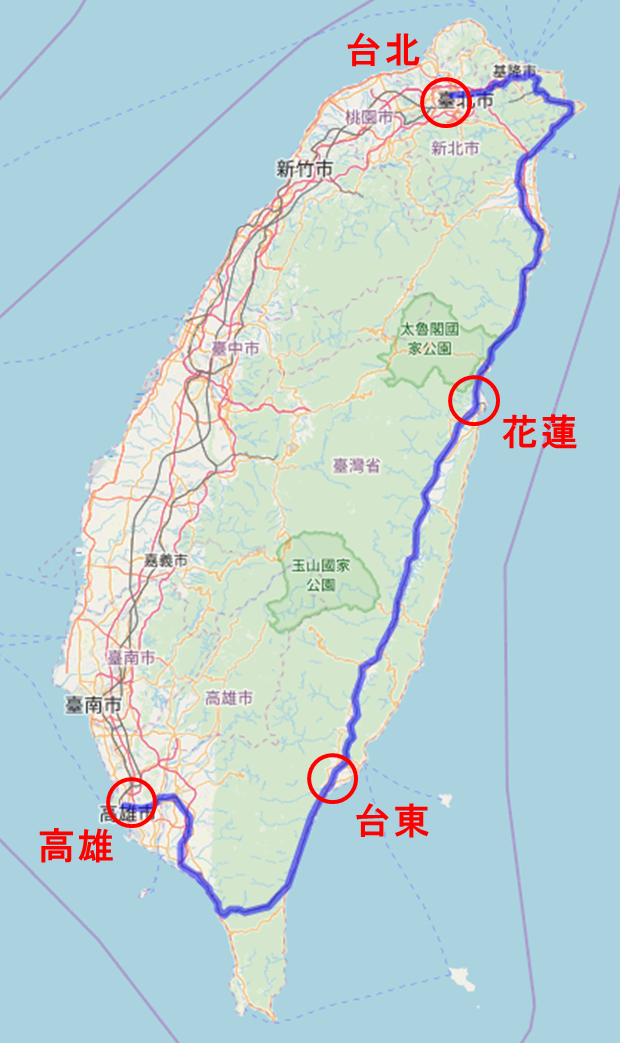 台北
基隆市
臺北市
桃園市
新北市
新竹市
太魯閣國
家公園
臺中市
花蓮
臺灣省
嘉義市
玉山國家
公園
臺南市
高雄市
臺南市
台東
高雄市
高雄